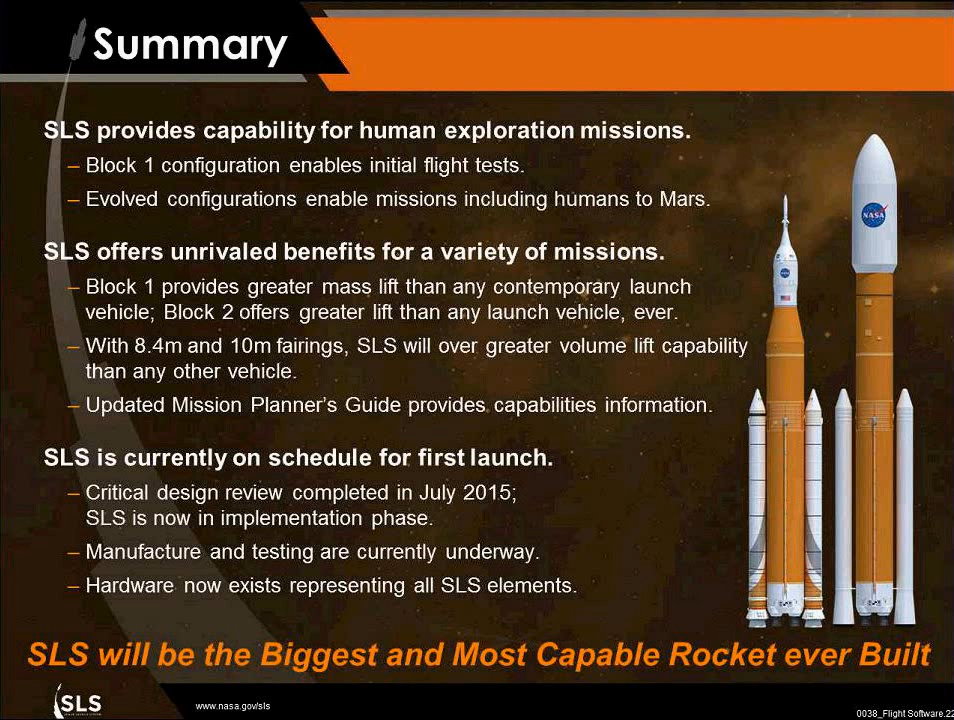 Summary
SLS provides capability for human exploration missions.
– Block 1 configuration enables initial flight tests.
– Evolved configurations enable missions including humans to Mars.
SLS offers unrivaled benefits for a variety of missions.
– Block 1 provides greater mass lift than any contemporary launch
vehicle; Block 2 offers greater lift than any launch vehicle, ever.
– With 8.4m and 10m fairings, SLS will over greater volume lift capability
than any other vehicle.
– Updated Mission Planner’s Guide provides capabilities information.
SLS is currently on schedule for first launch.
– Critical design review completed in July 2015;
SLS is now in implementation phase.
– Manufacture and testing are currently underway.
– Hardware now exists representing all SLS elements.
NASA
NASA
SLS will be the Biggest and Most Capable Rocket ever Built
SLS
www.nasa.gov/sls
0038_Flight Software.22